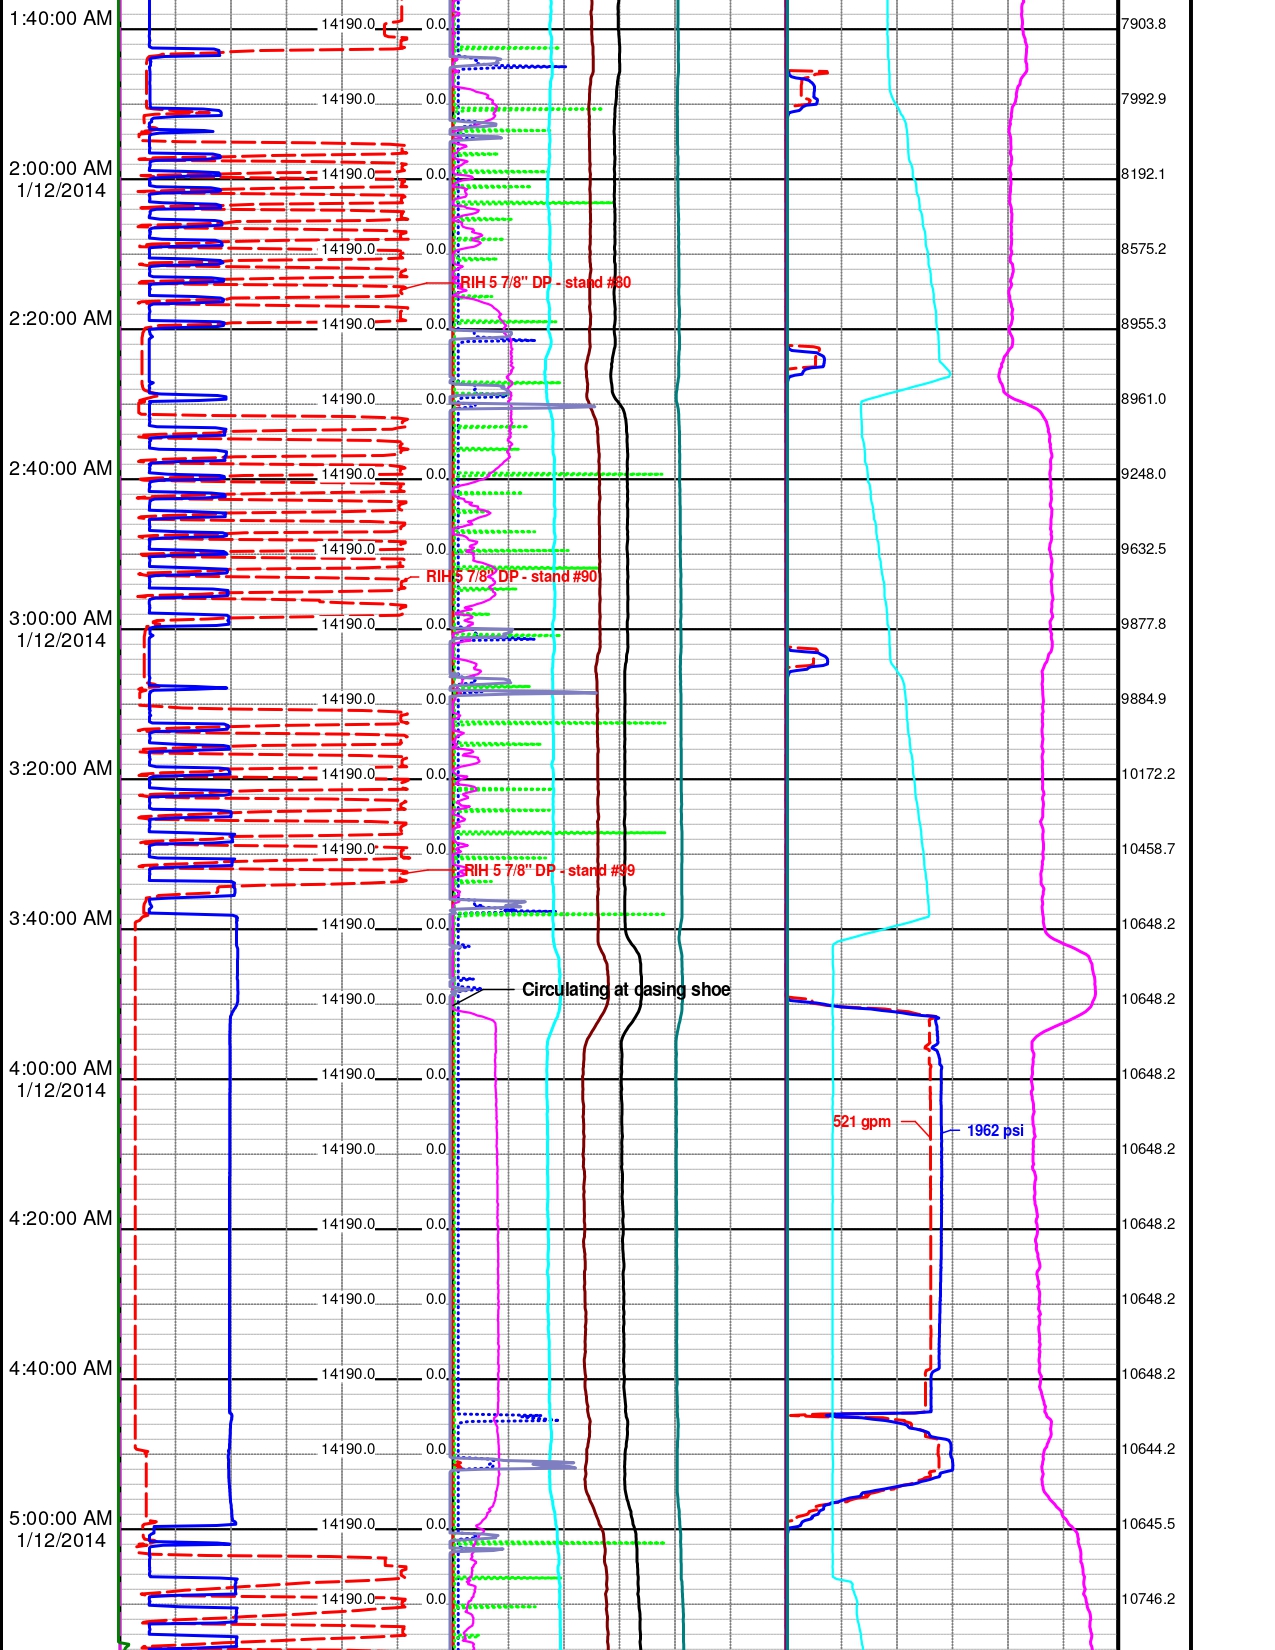 1:40:00 AM 14190.0 0.0 7903.8
14190.0 0.0 7992.9
2:00:00 AM 14190.0 0.0 8192.1
1/12/2014
14190.0 0.0 8575.2
RIH 5 7/8" DP - stand #80
2:20:00 AM 14190.0 0.0 8955.3
14190.0 0.0 8961.0
2:40:00 AM 14190.0 0.0 9248.0
14190.0 0.0 9632.5
RIH 5 7/8" DP - stand #90
3:00:00 AM 14190.0 0.0 9877.8
1/12/2014
14190.0 0.0 9884.9
3:20:00 AM 14190.0 0.0 10172.2
14190.0 0.0 10458.7
RIH 5 7/8" DP - stand #99
3:40:00 AM 14190.0 0.0 10648.2
Circulating at casing shoe
14190.0 0.0 10648.2
4:00:00 AM 14190.0 0.0 10648.2
1/12/2014
521 gpm 1962 psi
14190.0 0.0 10648.2
4:20:00 AM 14190.0 0.0 10648.2
14190.0 0.0 10648.2
4:40:00 AM 14190.0 0.0 10648.2
14190.0 0.0 10644.2
5:00:00 AM 14190.0 0.0 10645.5
1/12/2014
14190.0 0.0 10746.2